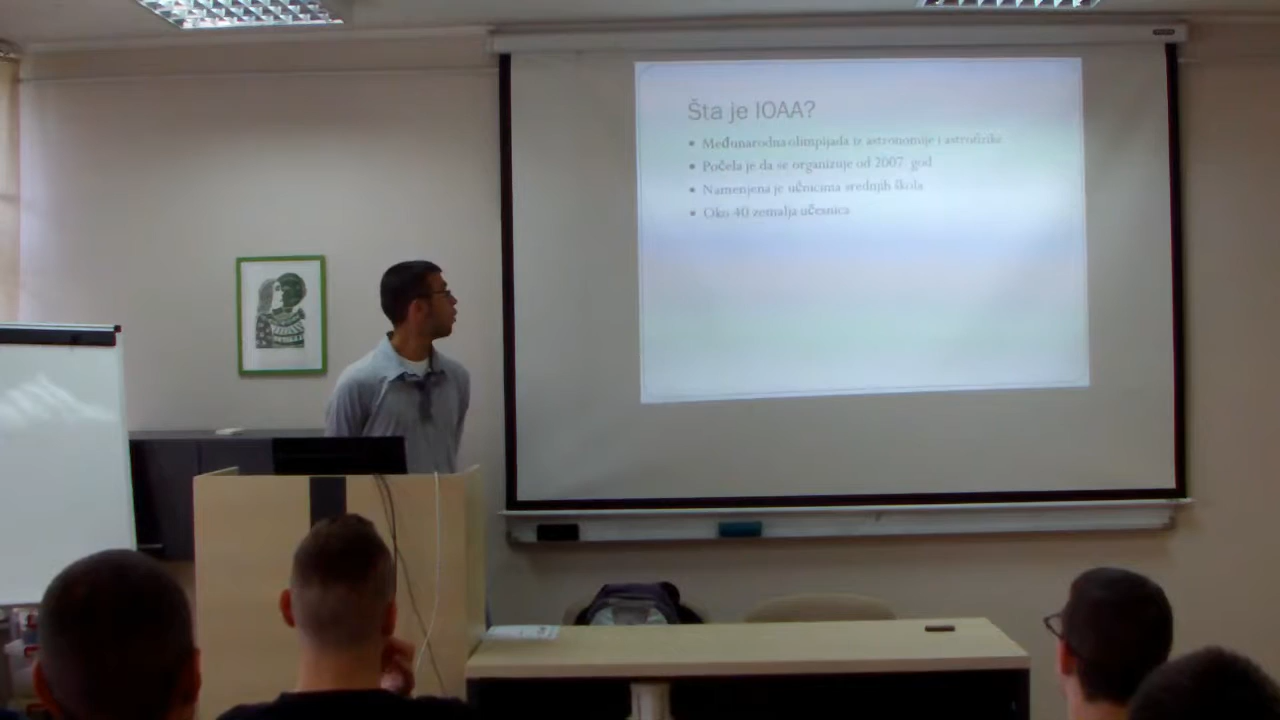 Šta je IOAA?
Međunarodna olimpijada iz astronomije i astrofizike
Počela je da se organizuje od 2007. god
Namenjena je učnicima srednjih škola
Oko 40 zemalja učesnica